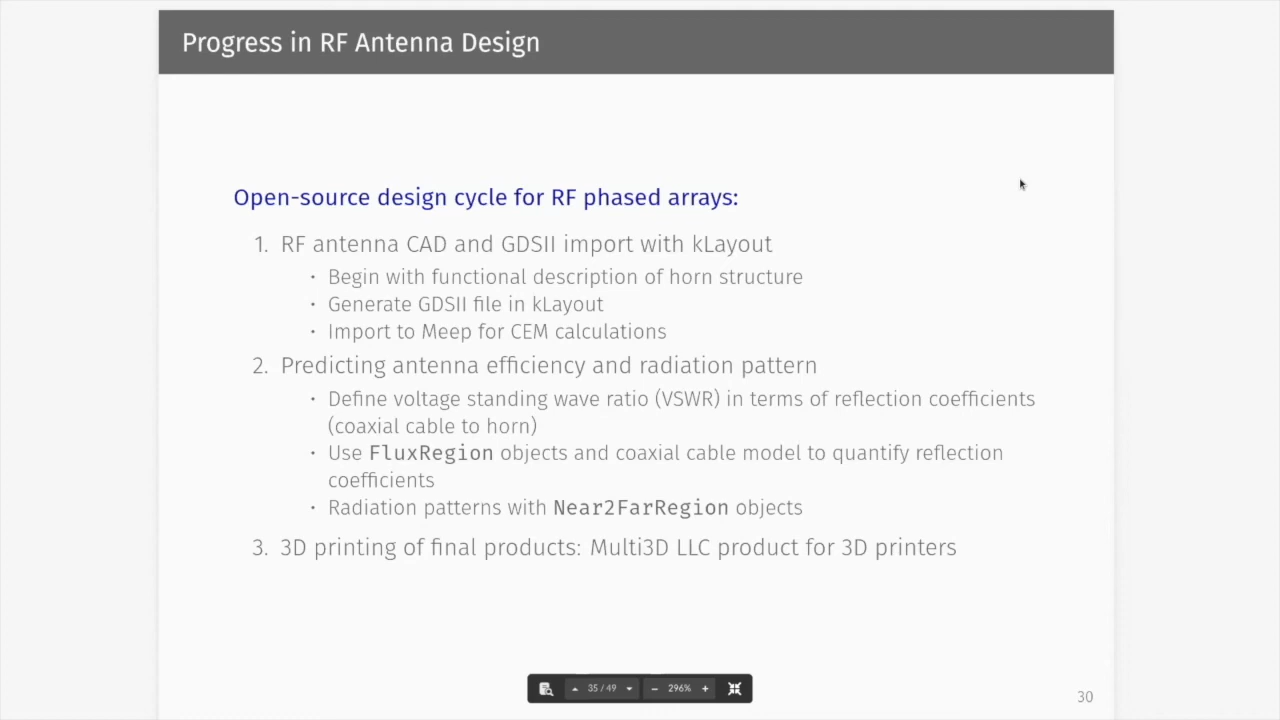 Progress in RF Antenna Design
Open-source design cycle for RF phased arrays:
1. RF antenna CAD and GDSII import with kLayout
· Begin with functional description of horn structure
· Generate GDSII file in kLayout
· Import to Meep for CEM calculations
2. Predicting antenna efficiency and radiation pattern
· Define voltage standing wave ratio (VSWR) in terms of reflection coefficients
(coaxial cable to horn)
· Use FluxRegion objects and coaxial cable model to quantify reflection
coefficients
· Radiation patterns with Near2FarRegion objects
3. 3D printing of final products: Multi3D LLC product for 3D printers
35 / 49 − 296% +
30